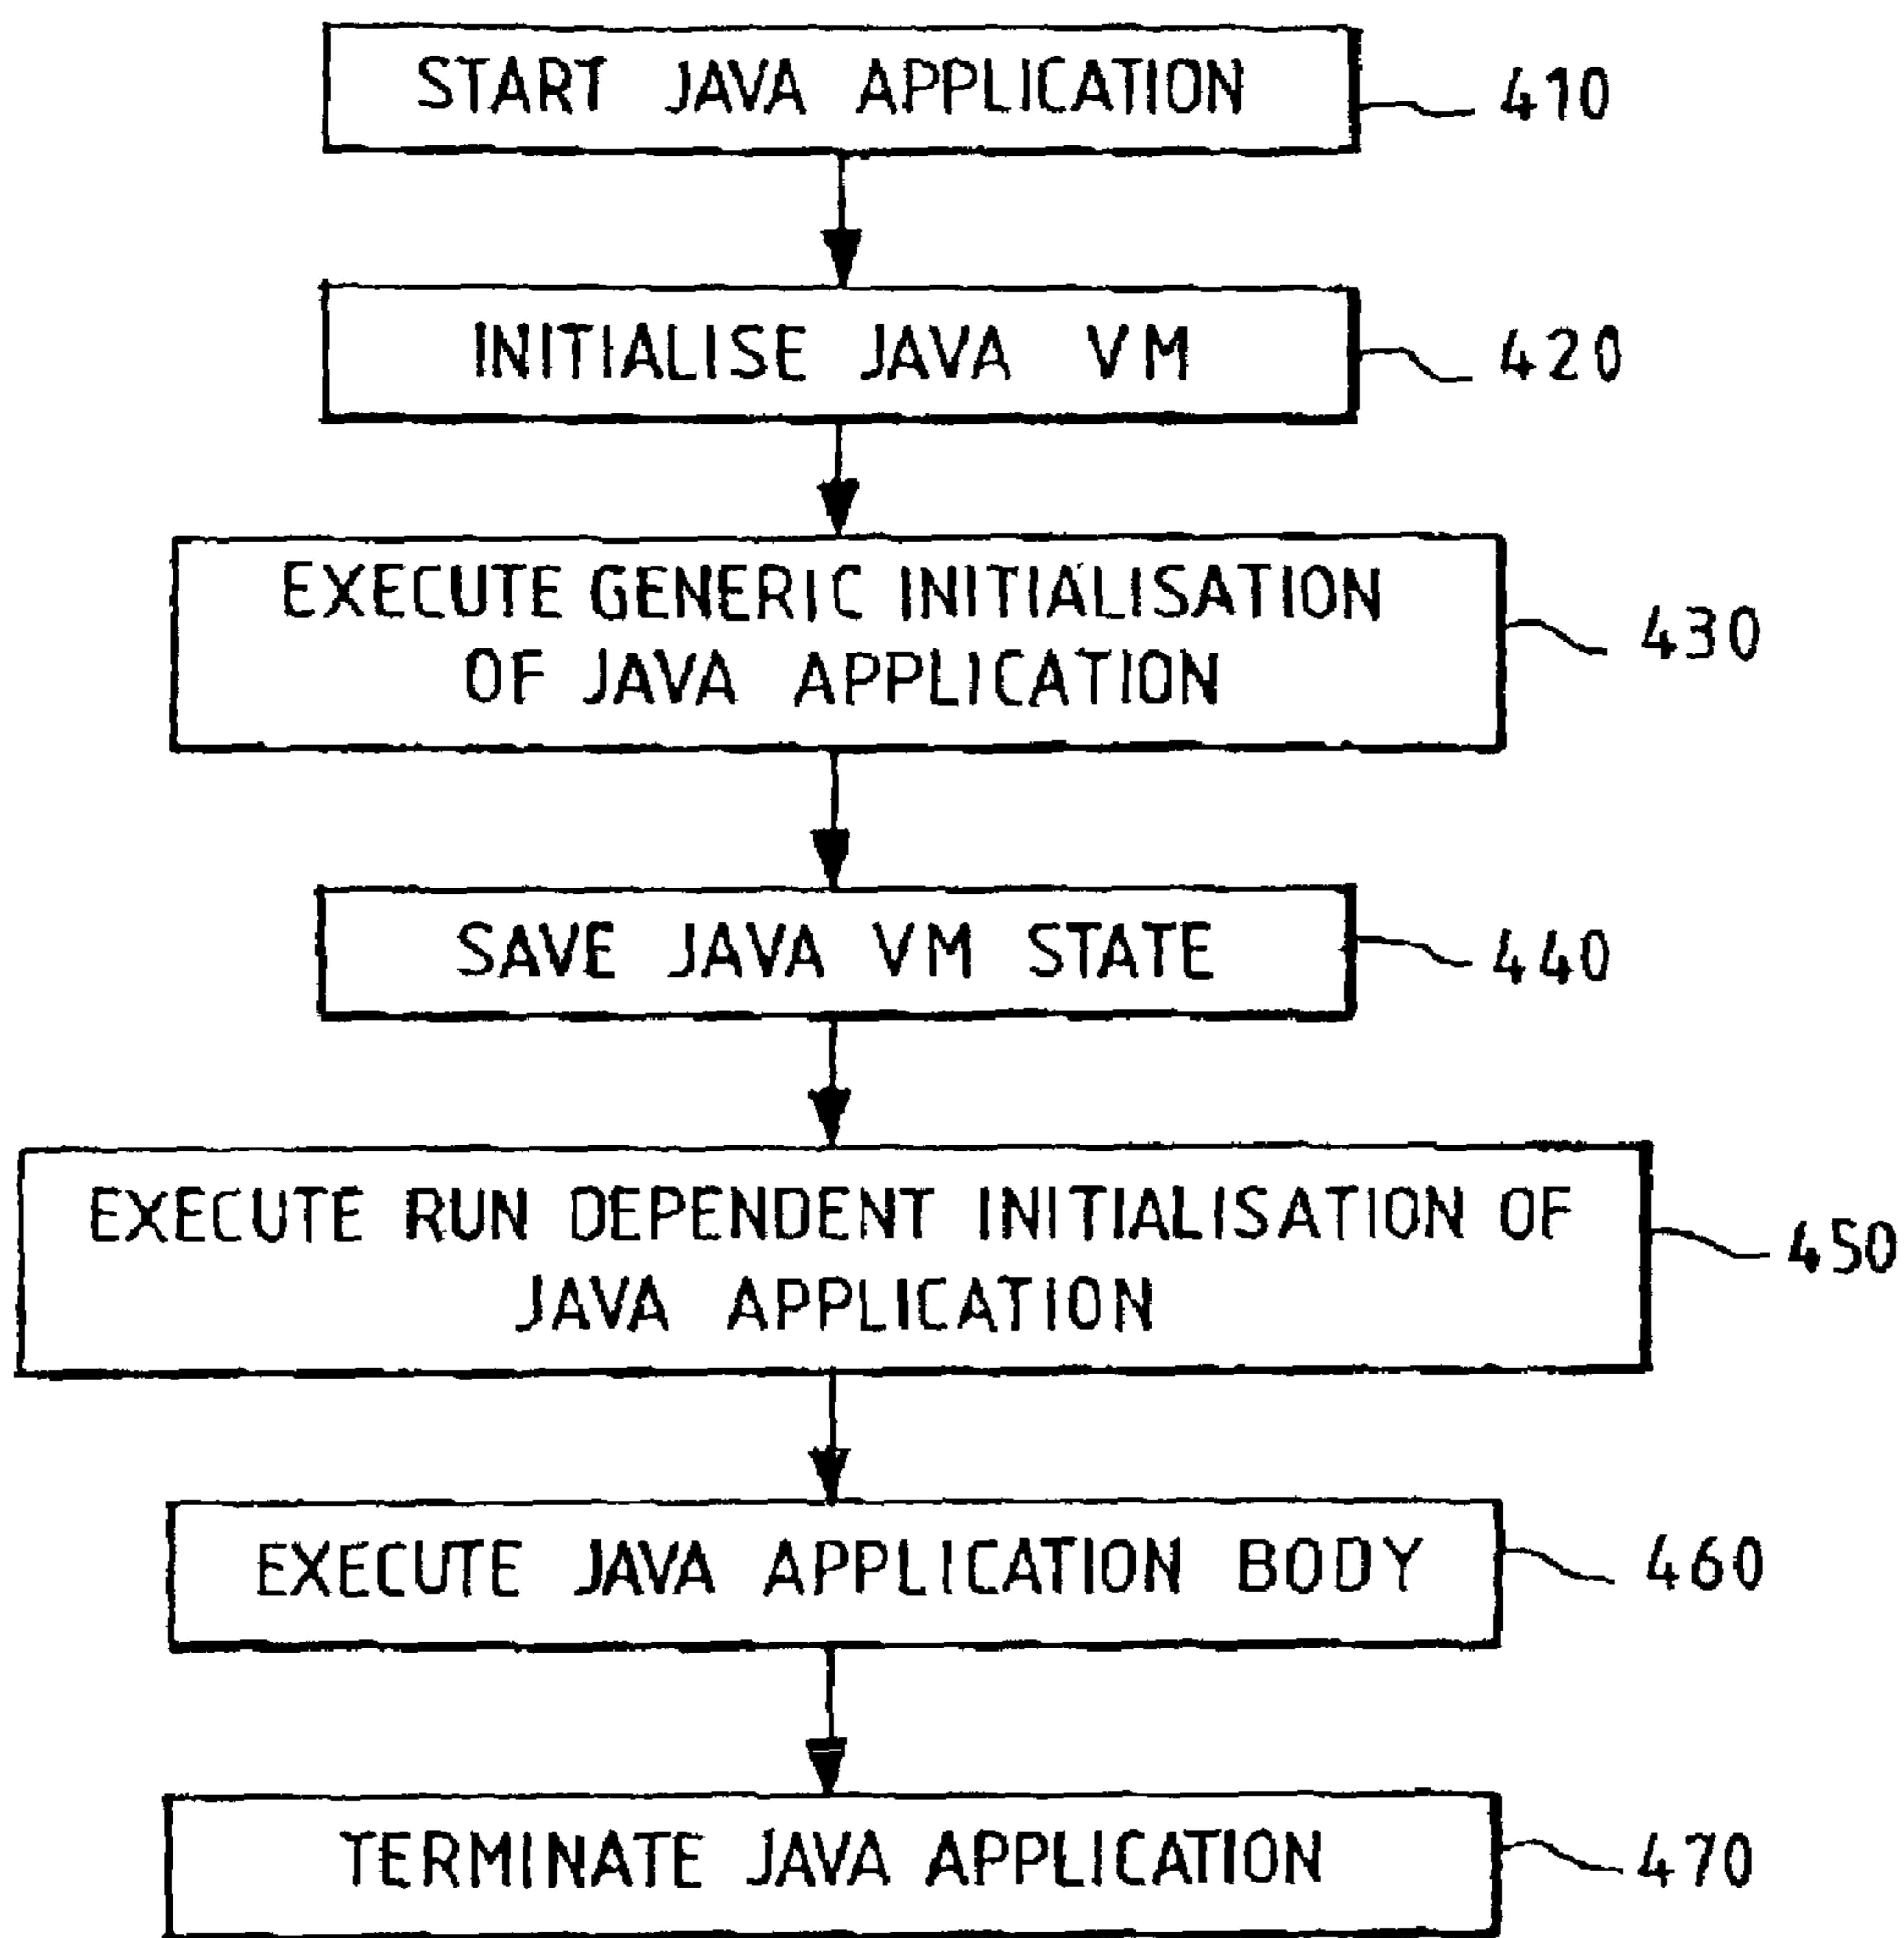 START JAVA APPLICATION
410
INITIALISE JAVA VM
420
EXECUTE GENERIC INITIALISATION
OF JAVA APPLICATION
430
SAVE JAVA VM STATE
440
EXECUTE RUN DEPENDENT INITIALISATION OF
JAVA APPLICATION
450
EXECUTE JAVA APPLICATION BODY
460
TERMINATE JAVA APPLICATION
470